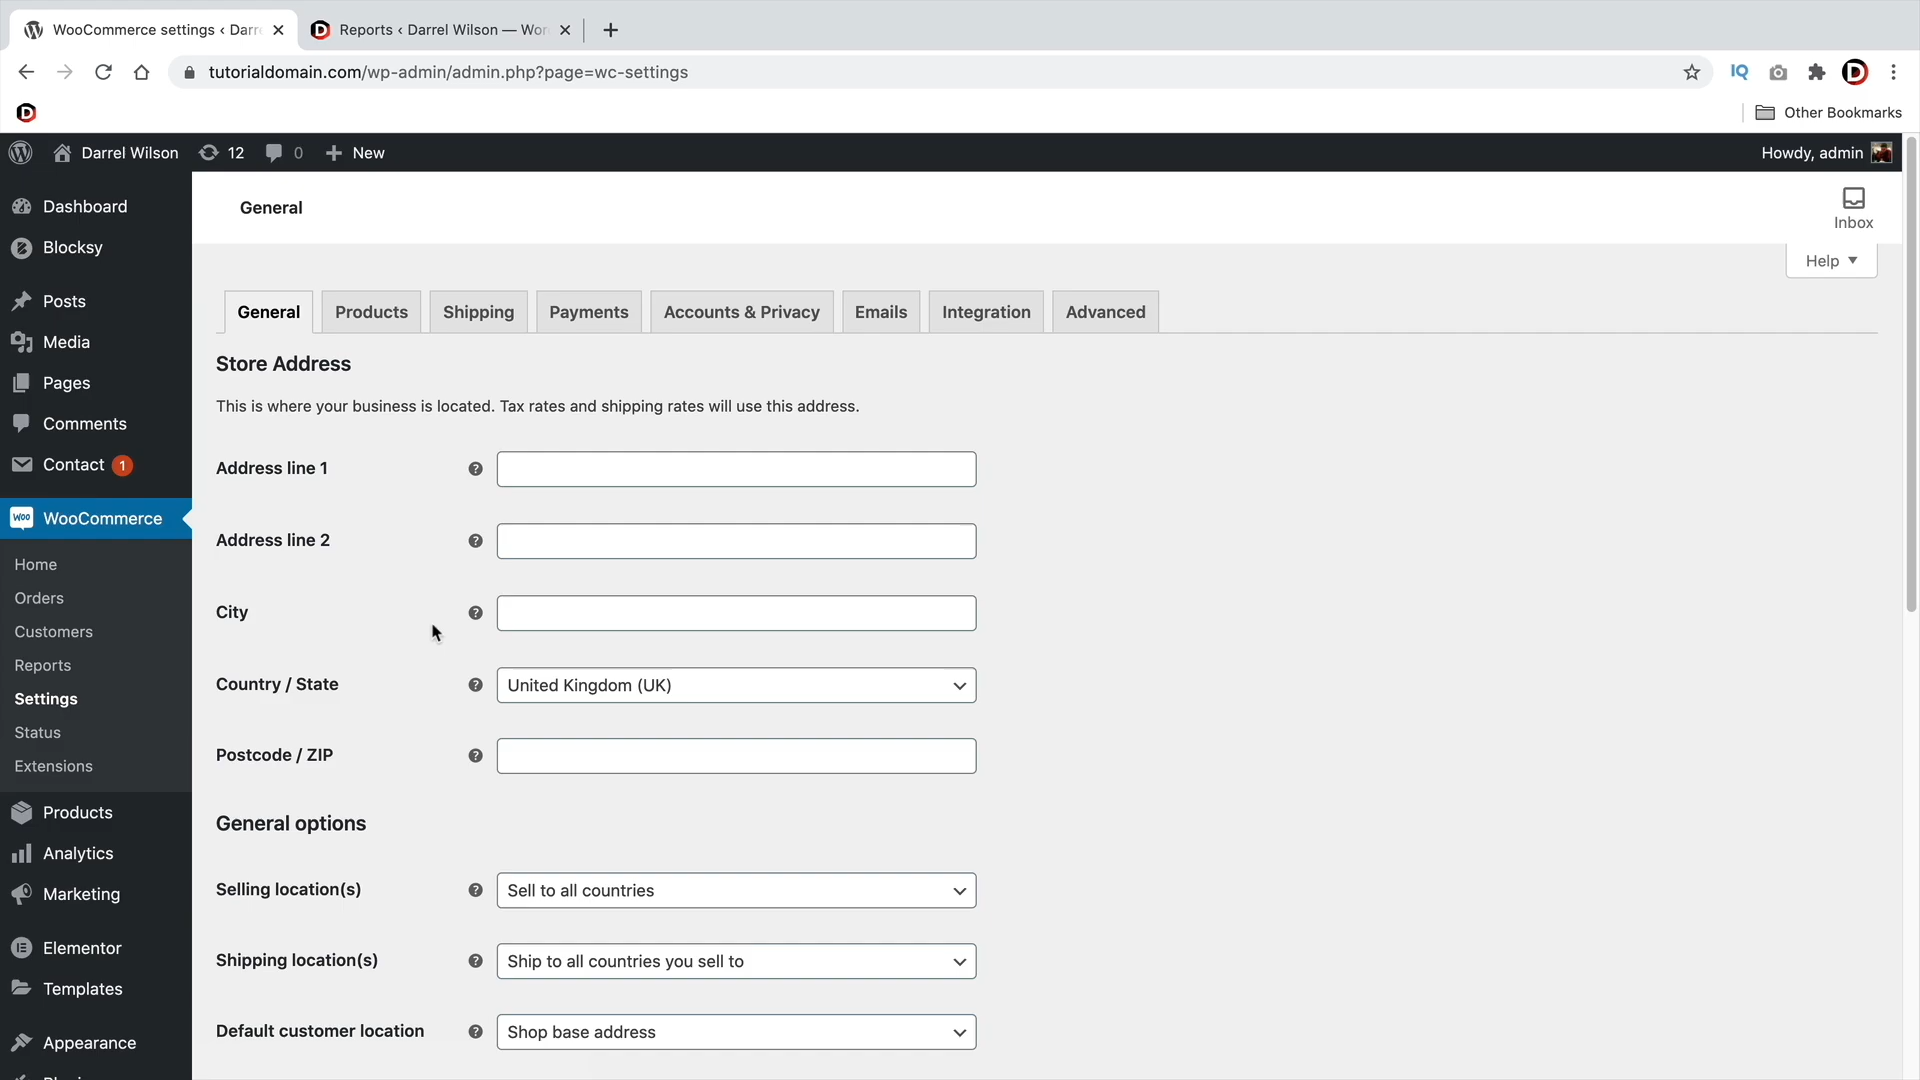 WooCommerce settings ‹ Darre
Reports ‹ Darrel Wilson — Wor
tutorialdomain.com/wp-admin/admin.php?page=wc-settings
IQ
Other Bookmarks
Darrel Wilson
12
0
New
Howdy, admin
Dashboard
Blocksy
Posts
Media
Pages
Comments
Contact 1
WOO WooCommerce
Home
Orders
Customers
Reports
Settings
Status
Extensions
Products
Analytics
Marketing
Elementor
Templates
Appearance
General
Inbox
Help
General
Products
Shipping
Payments
Accounts & Privacy
Emails
Integration
Advanced
Store Address
This is where your business is located. Tax rates and shipping rates will use this address.
Address line 1
Address line 2
City
Country / State
United Kingdom (UK)
Postcode / ZIP
General options
Selling location(s)
Sell to all countries
Shipping location(s)
Ship to all countries you sell to
Default customer location
Shop base address